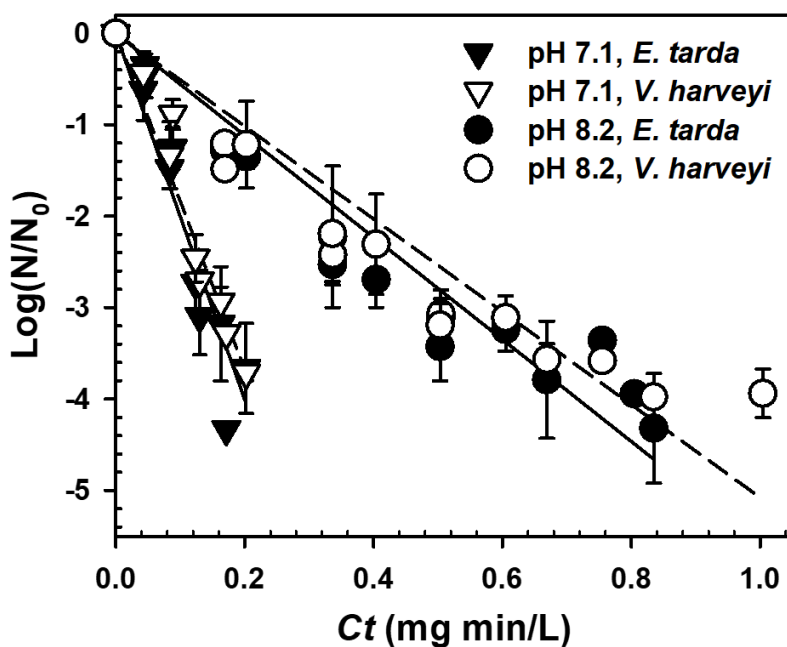 0
-1
-2
-3
-4
-5
Log(N/N0)
pH 7.1, E. tarda
pH 7.1, V. harveyi
pH 8.2, E. tarda
pH 8.2, V. harveyi
0.0 0.2 0.4 0.6 0.8 1.0
Ct (mg min/L)